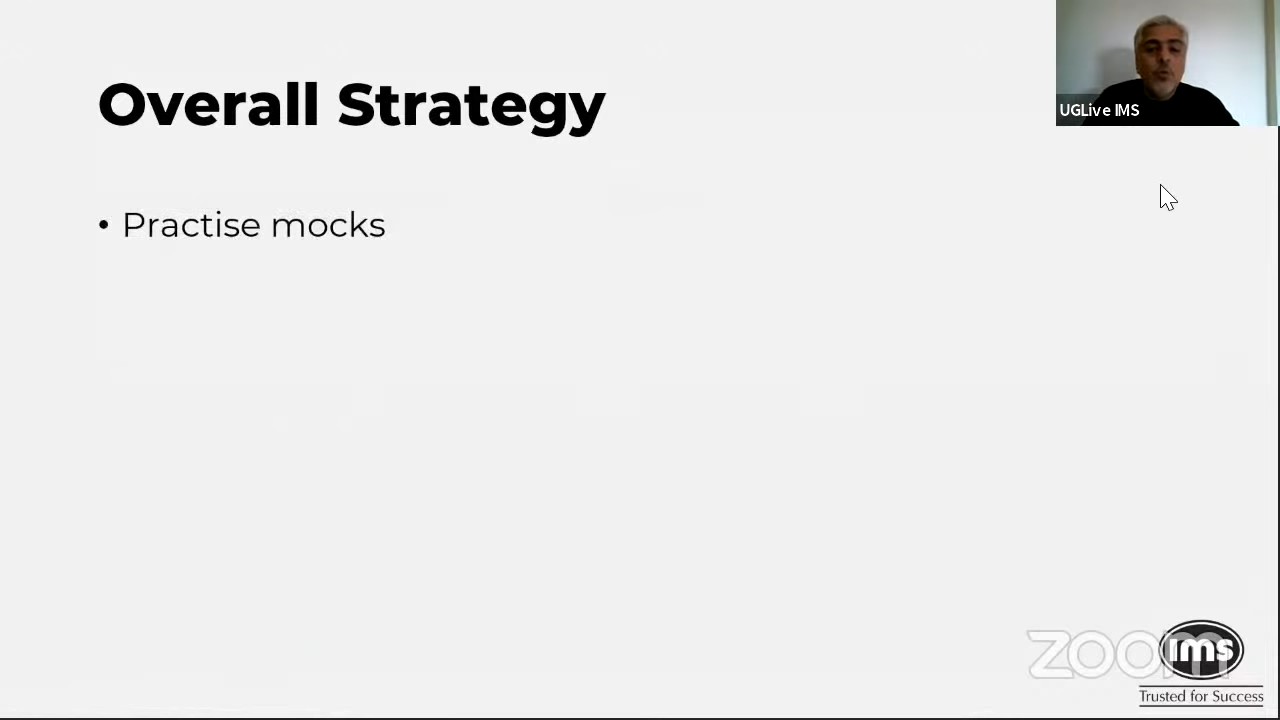 Overall Strategy
• Practise mocks
UGLive IMS
zoom
ims
Trusted for Success